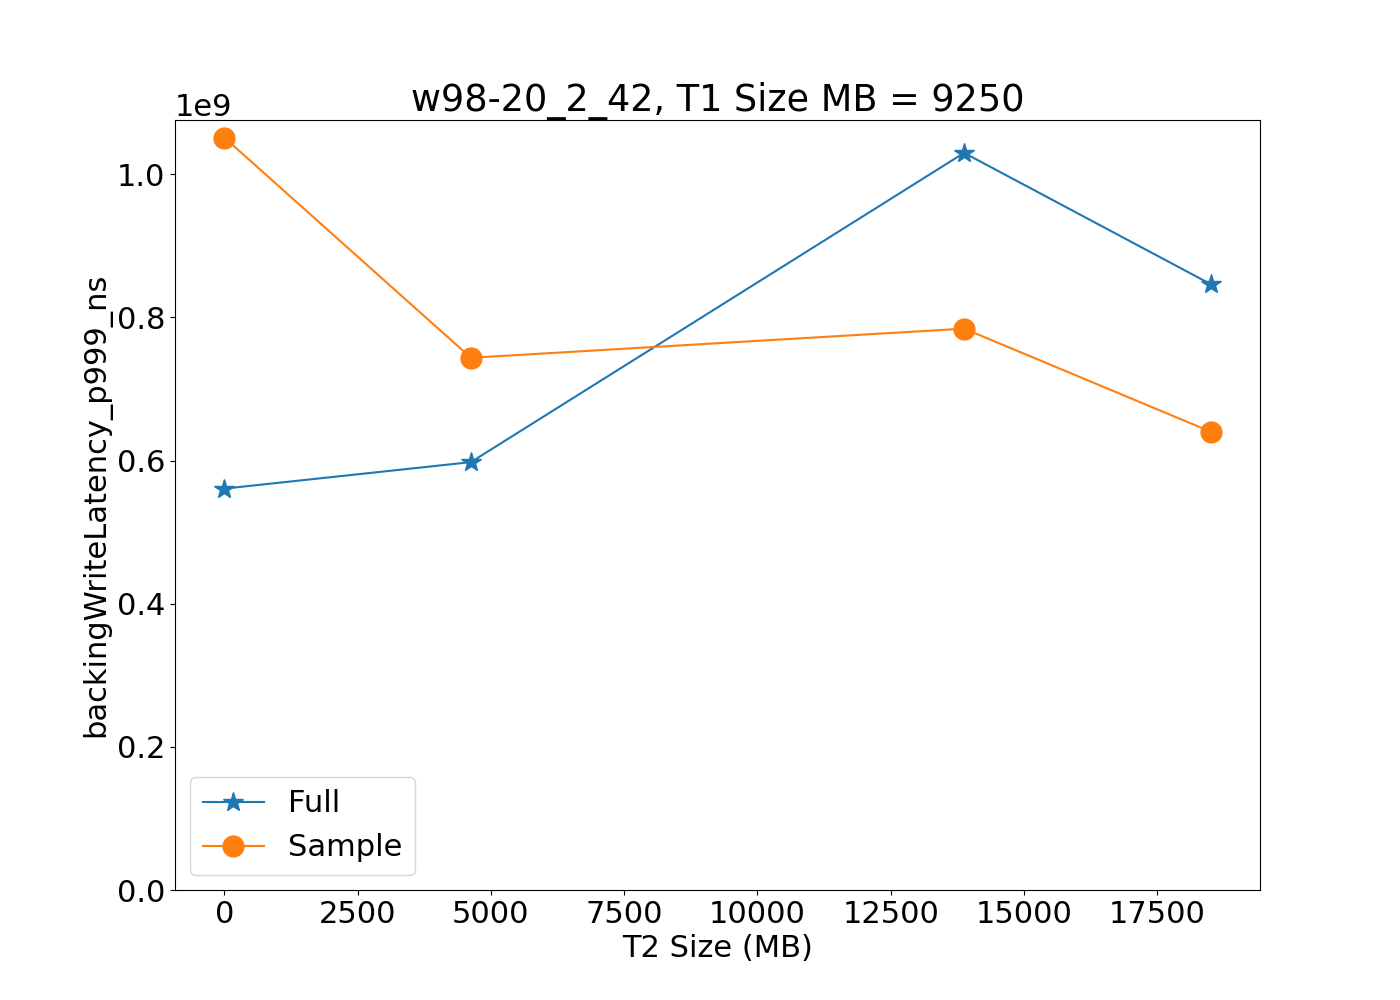 w98-20_2_42, T1 Size MB = 9250
1e9
1.0
0.8
0.6
0.4
0.2
0.0
backingWriteLatency_p999_ns
Full
Sample
0 2500 5000 7500 10000 12500 15000 17500
T2 Size (MB)